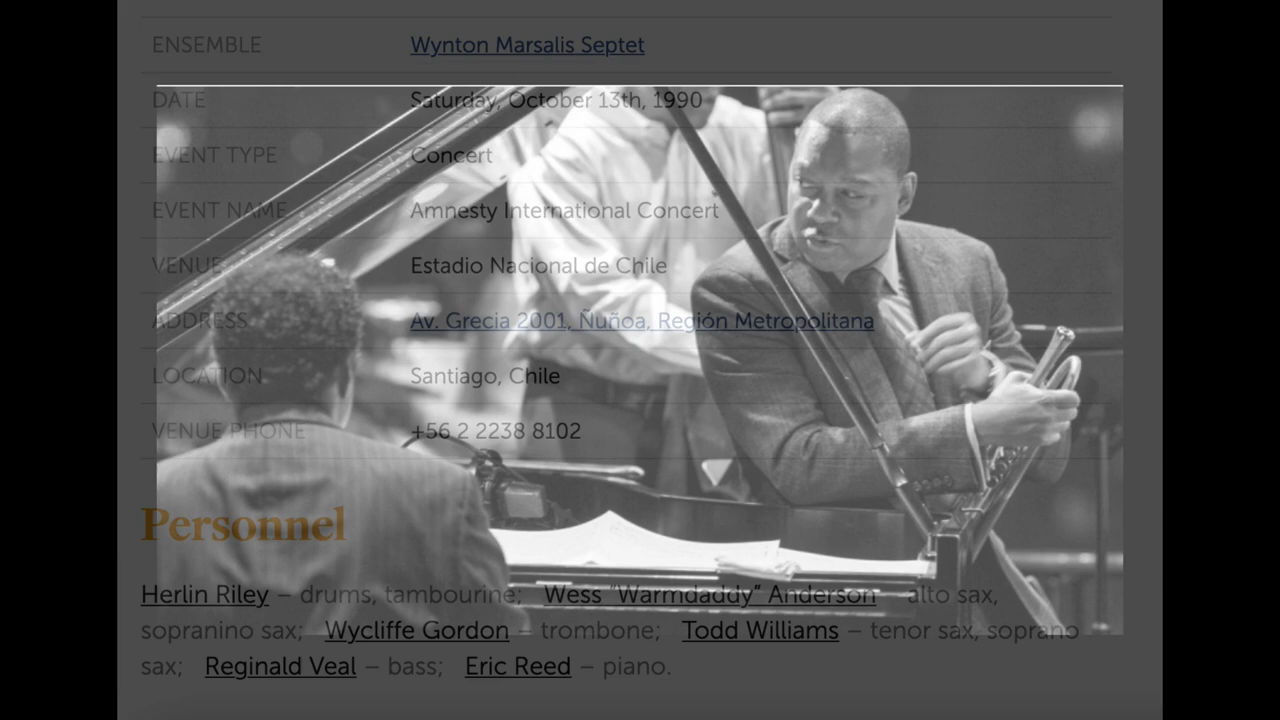 ENSEMBLE Wynton Marsalis Septet
DATE Saturday, October 13th, 1990
EVENT TYPE Concert
EVENT NAME Amnesty International Concert
VENUE Estadio Nacional de Chile
ADDRESS Av. Grecia 2001, Ñuñoa, Región Metropolitana
LOCATION Santiago, Chile
VENUE PHONE +56 2 2238 8102
Personnel
Herlin Riley – drums, tambourine; Wess “Warmdaddy” Anderson – alto sax,
sopranino sax; Wycliffe Gordon – trombone; Todd Williams – tenor sax, soprano
sax; Reginald Veal – bass; Eric Reed – piano.